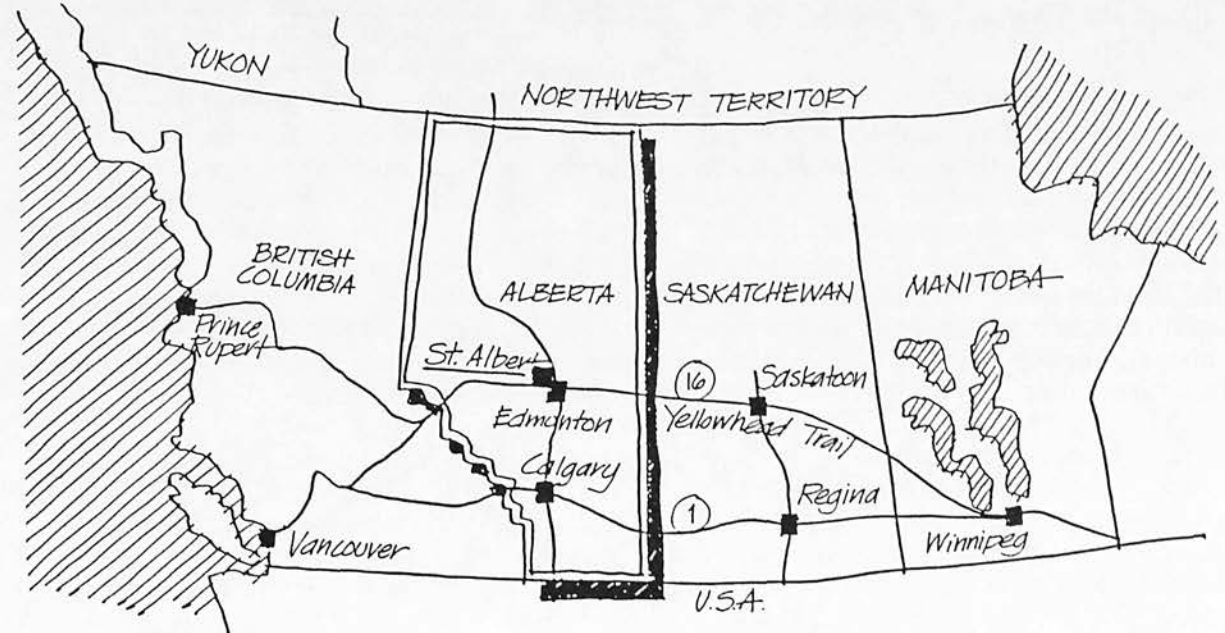 YUKON
NORTHWEST TERRITORY
BRITISH
COLUMBIA
ALBERTA
SASKATCHEWAN
MANITOBA
Prince
Rupert
St. Albert
Edmonton
16
Saskatoon
Yellowhead Trail
Calgary
Regina
1
Vancouver
Winnipeg
U.S.A.